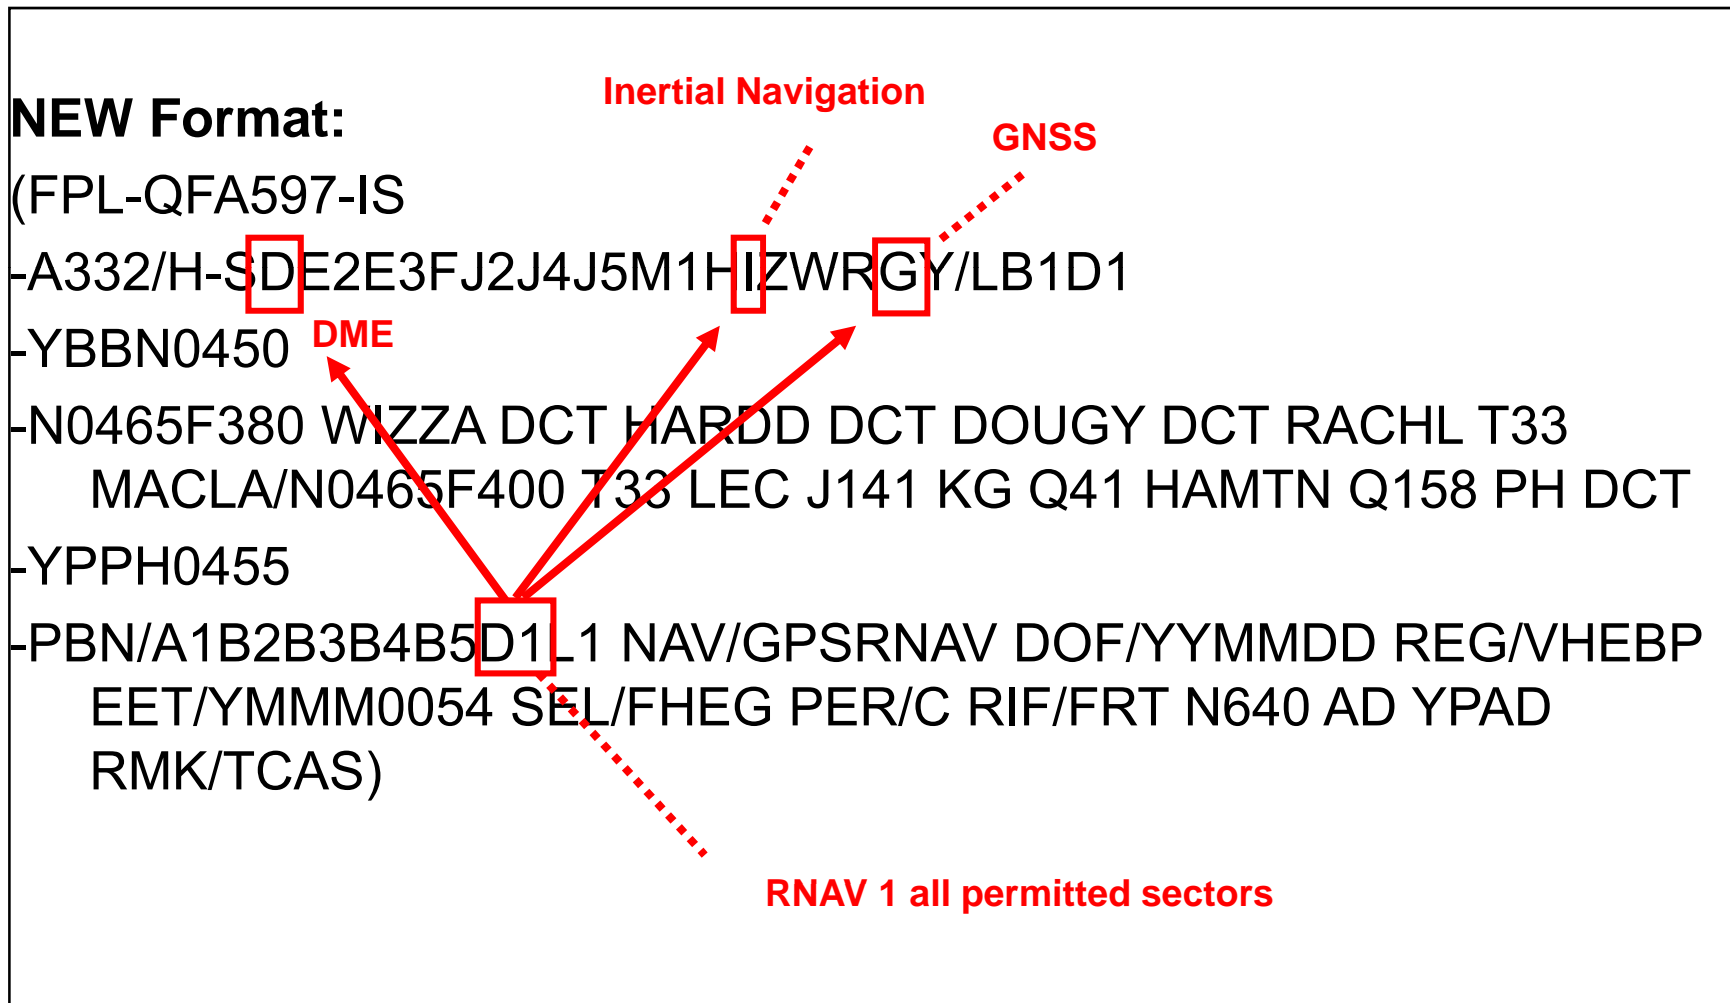 Inertial Navigation
NEW Format:
GNSS
(FPL-QFA597-IS
-A332/H-SDE2E3FJ2J4J5M1HIZWRGY/LB1D1
DME
-YBBN0450
-N0465F380 WIZZA DCT HARDD DCT DOUGY DCT RACHL T33
MACLA/N0465F400 T33 LEC J141 KG Q41 HAMTN Q158 PH DCT
-YPPH0455
-PBN/A1B2B3B4B5D1L1 NAV/GPSRNAV DOF/YYMMDD REG/VHEBP
EET/YMMM0054 SEL/FHEG PER/C RIF/FRT N640 AD YPAD
RMK/TCAS)
RNAV 1 all permitted sectors